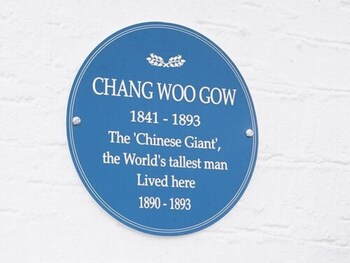 CHANG WOO GOW
1841 - 1893
The 'Chinese Giant',
the World's tallest man
Lived here
1890 - 1893